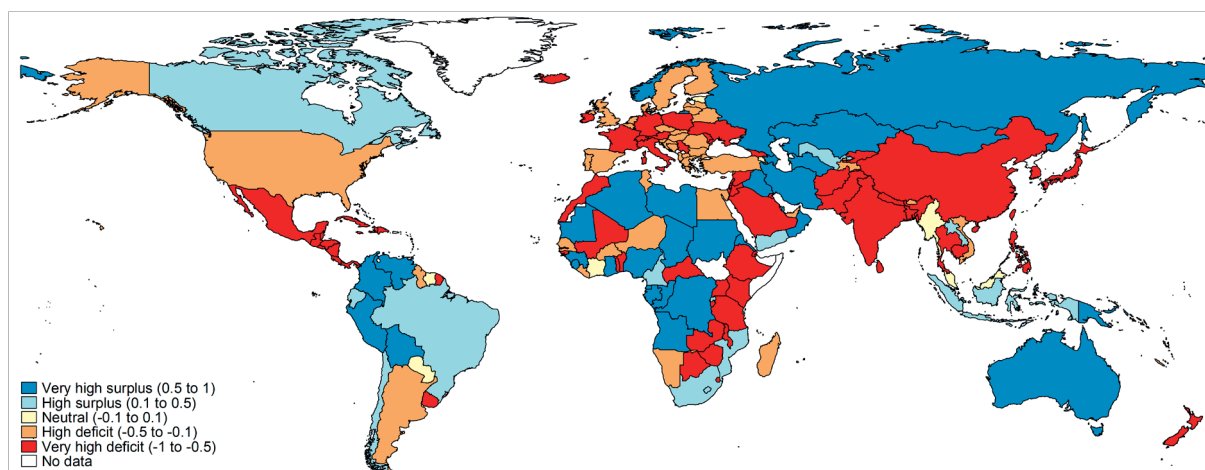 Very high surplus (0.5 to 1)
High surplus (0.1 to 0.5)
Neutral (-0.1 to 0.1)
High deficit (-0.5 to -0.1)
Very high deficit (-1 to -0.5)
No data